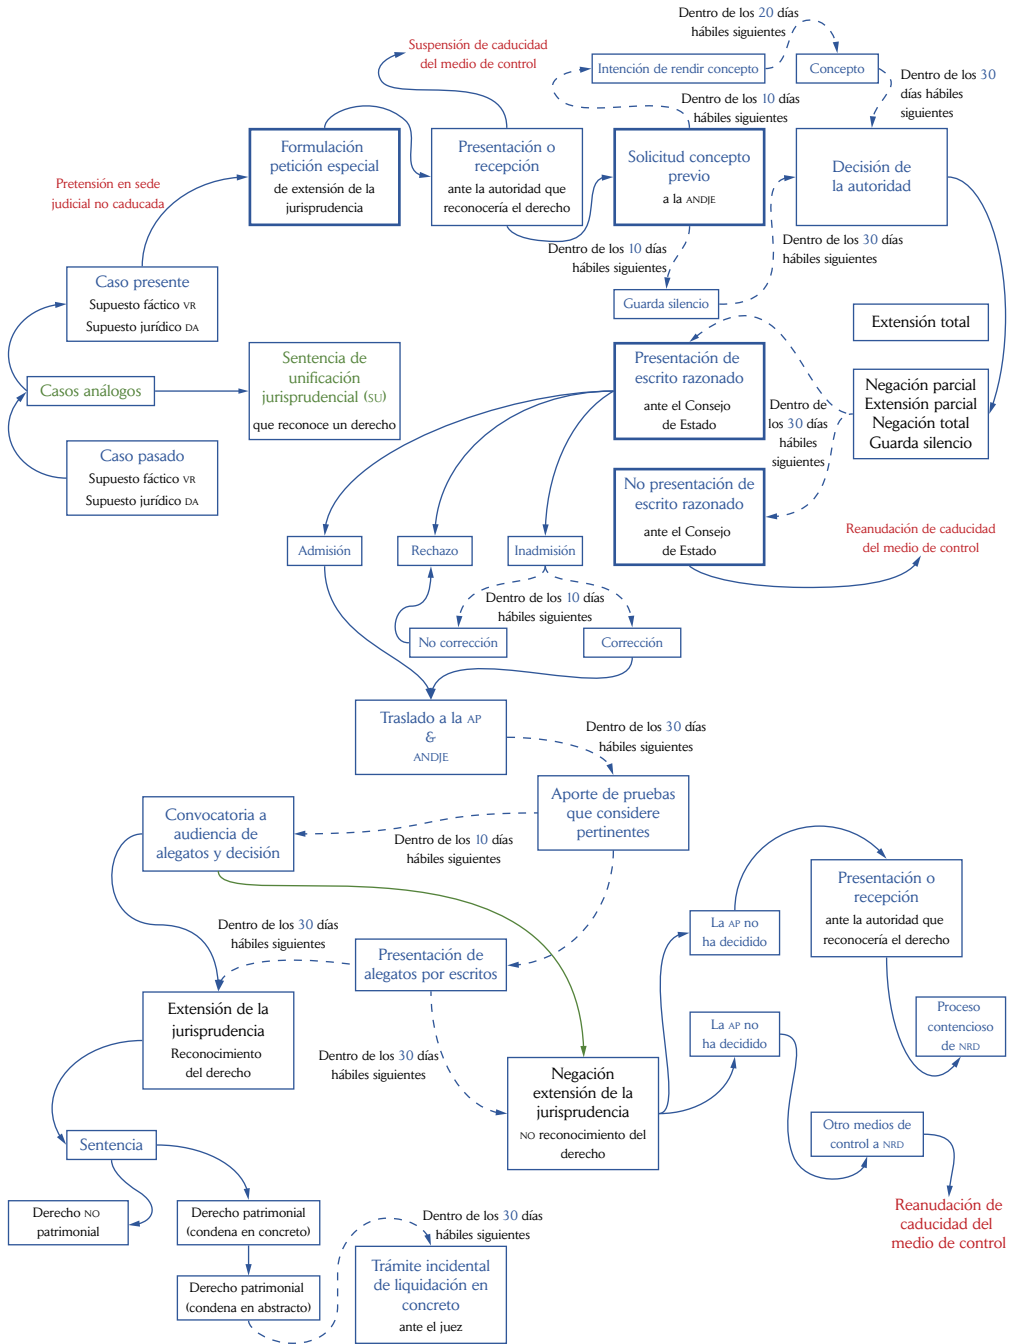 Dentro de los 20 días
hábiles siguientes
Suspensión de caducidad
del medio de control
Intención de rendir concepto
Concepto
Dentro de los 30
días hábiles
siguientes
Dentro de los 10 días
hábiles siguientes
Formulación
petición especial
de extensión de la
jurisprudencia
Presentación o
recepción
ante la autoridad que
reconocería el derecho
Solicitud concepto
previo
a la ANDJE
Decisión de
la autoridad
Pretensión en sede
judicial no caducada
Dentro de los 10 días
hábiles siguientes
Dentro de los 30 días
hábiles siguientes
Caso presente
Supuesto fáctico VR
Supuesto jurídico DA
Guarda silencio
Extensión total
Sentencia de
unificación
jurisprudencial (SU)
que reconoce un derecho
Casos análogos
Presentación de
escrito razonado
ante el Consejo
de Estado
Dentro de
los 30 días
hábiles
siguientes
Negación parcial
Extensión parcial
Negación total
Guarda silencio
Caso pasado
Supuesto fáctico VR
Supuesto jurídico DA
No presentación de
escrito razonado
ante el Consejo
de Estado
Reanudación de caducidad
del medio de control
Admisión
Rechazo
Inadmisión
Dentro de los 10 días
hábiles siguientes
No corrección
Corrección
Traslado a la AP
&
ANDJE
Dentro de los 30 días
hábiles siguientes
Aporte de pruebas
que considere
pertinentes
Convocatoria a
audiencia de
alegatos y decisión
Dentro de los 10 días
hábiles siguientes
Presentación o
recepción
ante la autoridad que
reconocería el derecho
La AP no
ha decidido
Dentro de los 30 días
hábiles siguientes
Presentación de
alegatos por escritos
Extensión de la
jurisprudencia
Reconocimiento
del derecho
La AP no
ha decidido
Proceso
contencioso
de NRD
Dentro de los 30 días
hábiles siguientes
Negación
extensión de la
jurisprudencia
NO reconocimiento del
derecho
Otro medios de
control a NRD
Sentencia
Derecho NO
patrimonial
Derecho patrimonial
(condena en concreto)
Dentro de los 30 días
hábiles siguientes
Reanudación de
caducidad del
medio de control
Trámite incidental
de liquidación en
concreto
ante el juez
Derecho patrimonial
(condena en abstracto)